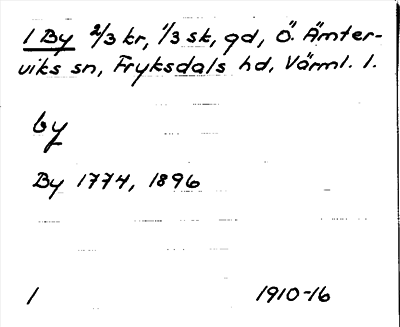 1 By 2/3 kr, 1/3 sk, gd, Ö. Ämter-
viks sn, Fryksdals hd, Värml. l.
by
By 1774, 1896
1 1910-16